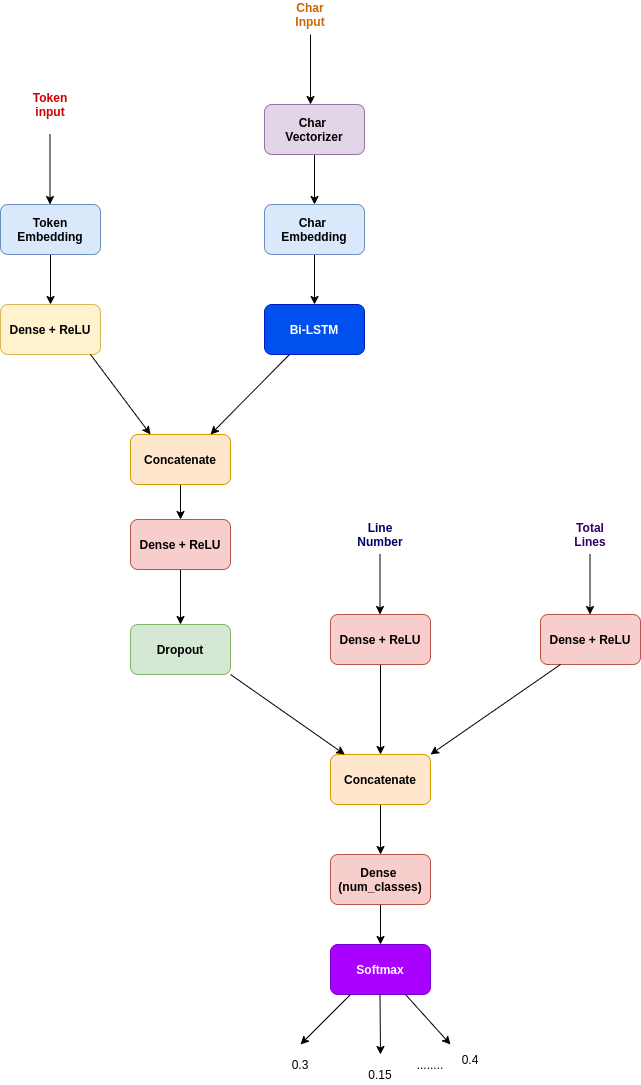 Char
Input
Token
input
Char
Vectorizer
Token
Embedding
Char
Embedding
Dense + ReLU
Bi-LSTM
Concatenate
Line
Number
Total
Lines
Dense + ReLU
Dense + ReLU
Dense + ReLU
Dropout
Concatenate
Dense
(num_classes)
Softmax
0.3
0.15
........
0.4